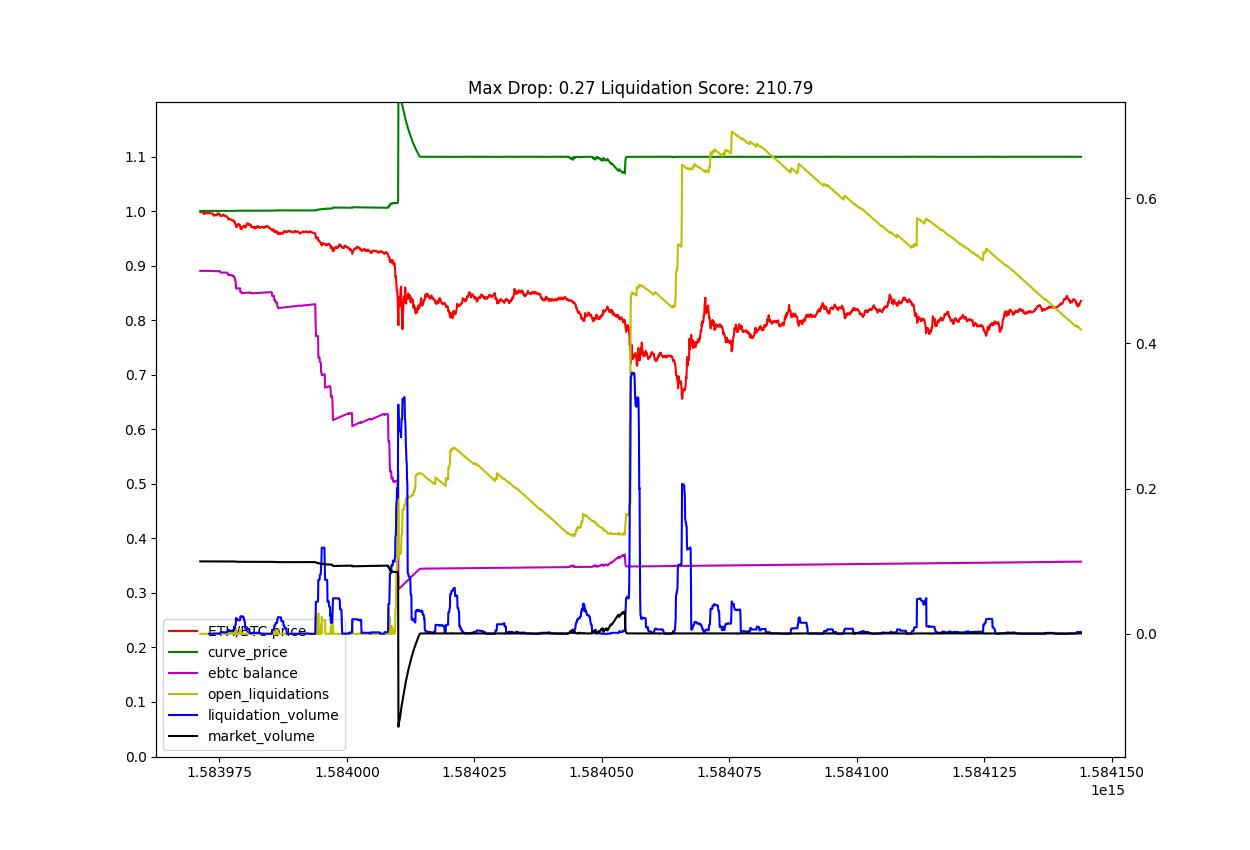 Max Drop: 0.27 Liquidation Score: 210.79
1.1
1.0
0.9
0.8
0.7
0.6
0.5
0.4
0.3
0.2
0.1
0.0
0.6
0.4
0.2
0.0
ETH/BTC price
curve_price
ebtc balance
open_liquidations
liquidation_volume
market_volume
1.583975 1.584000 1.584025 1.584050 1.584075 1.584100 1.584125 1.584150
1e15